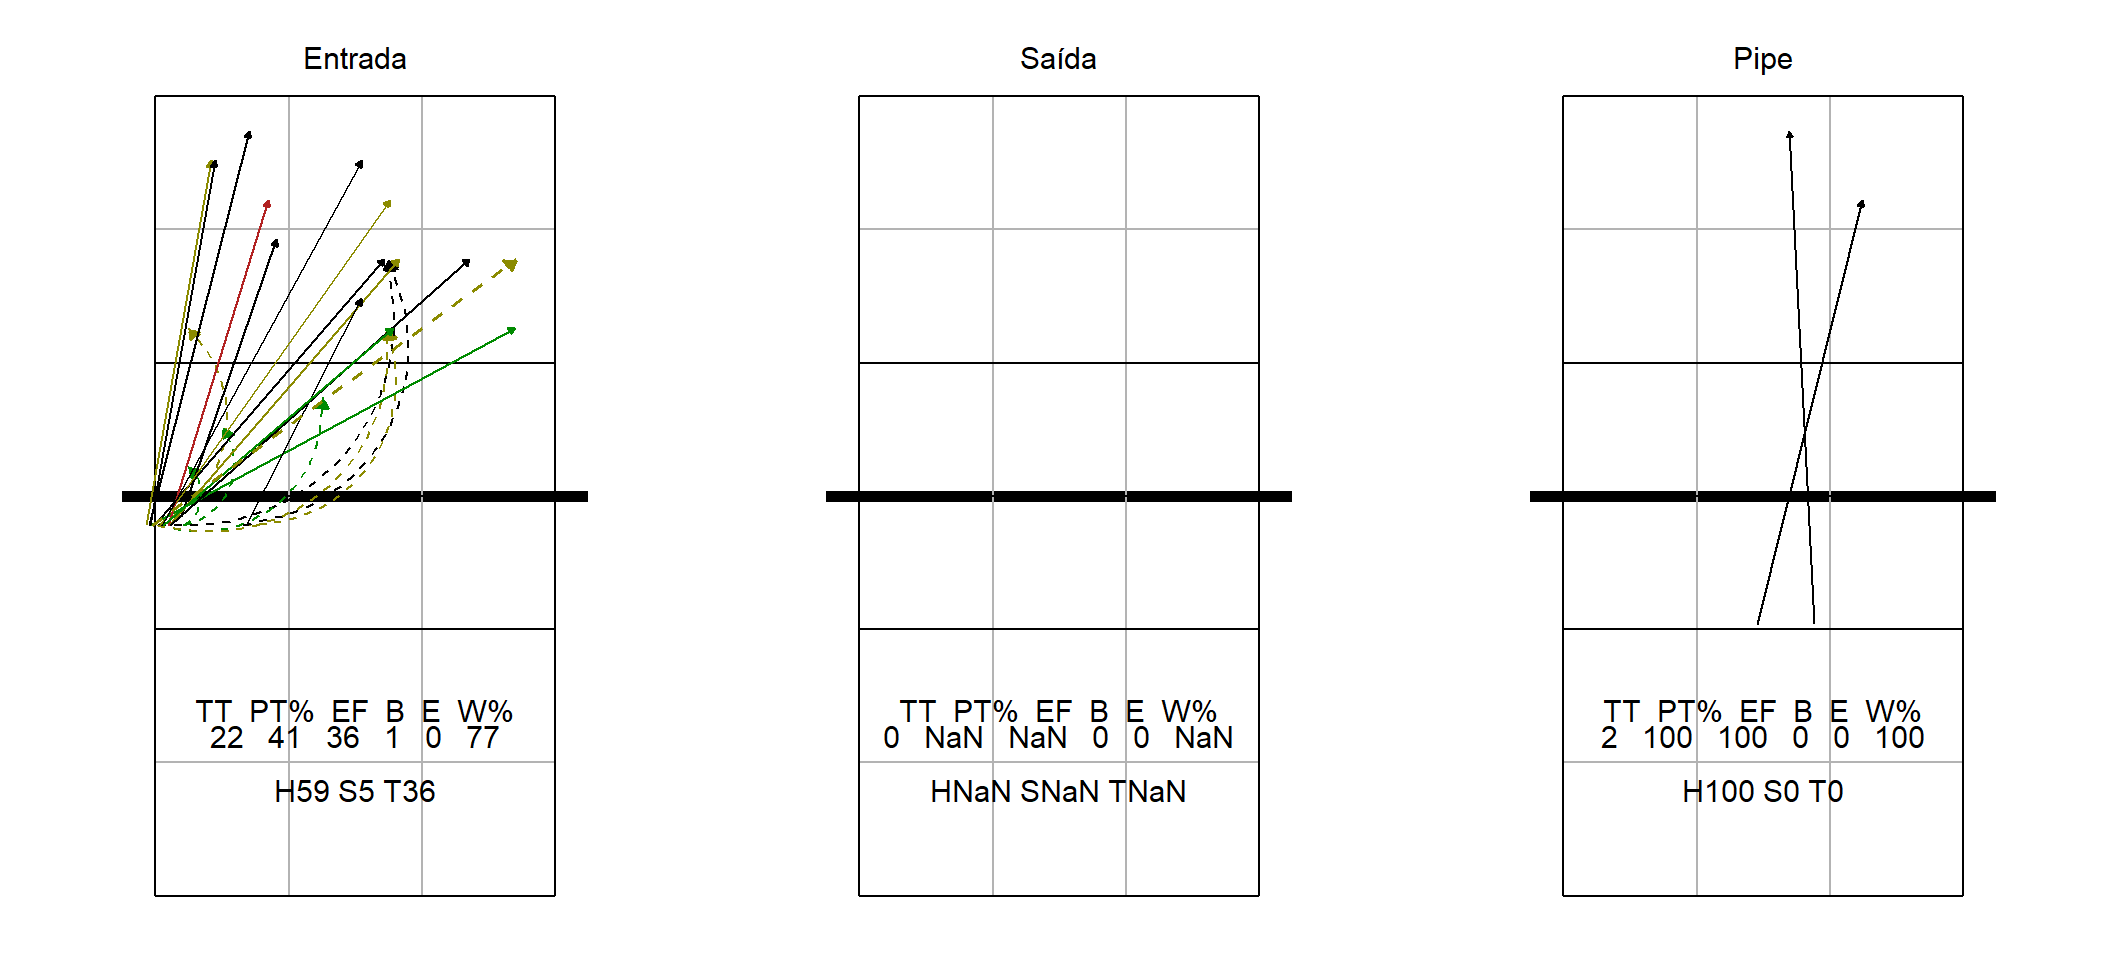 Entrada
TT PT% EF B E W%
22 41 36 1 0 77
H59 S5 T36
Saída
TT PT% EF B E W%
0 NaN NaN 0 0 NaN
HNaN SNaN TNaN
Pipe
TT PT% EF B E W%
2 100 100 0 0 100
H100 S0 T0